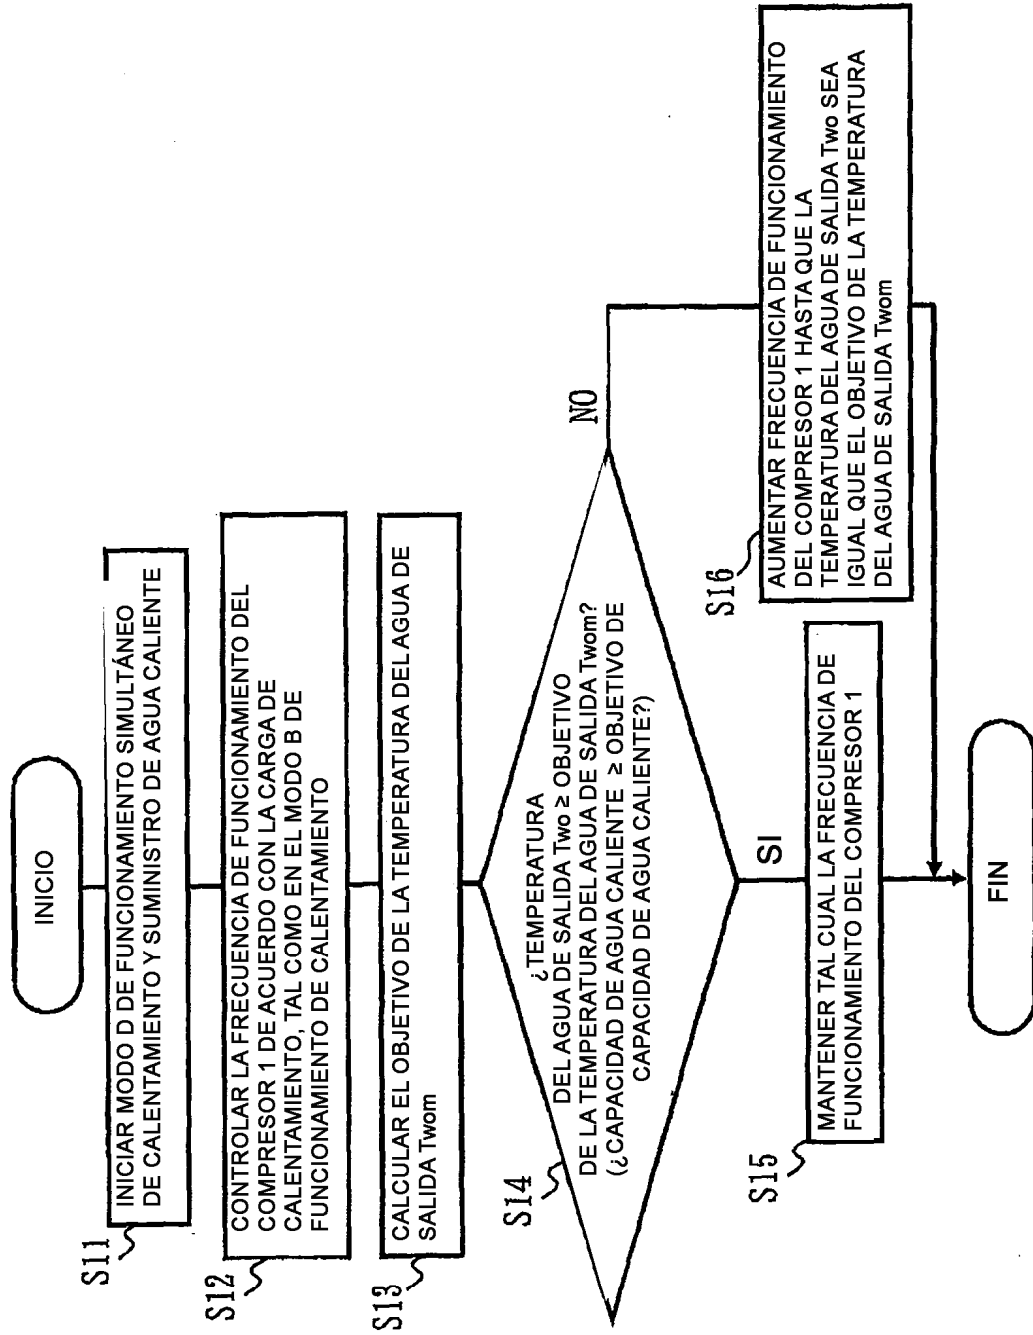 INICIO
S11
INICIAR MODO D DE FUNCIONAMIENTO SIMULTÁNEO
DE CALENTAMIENTO Y SUMINISTRO DE AGUA CALIENTE
S12
CONTROLAR LA FRECUENCIA DE FUNCIONAMIENTO DEL
COMPRESOR 1 DE ACUERDO CON LA CARGA DE
CALENTAMIENTO, TAL COMO EN EL MODO B DE
FUNCIONAMIENTO DE CALENTAMIENTO
S13
CALCULAR EL OBJETIVO DE LA TEMPERATURA DEL AGUA DE
SALIDA Twom
S14
¿TEMPERATURA
DEL AGUA DE SALIDA Two ≥ OBJETIVO
DE LA TEMPERATURA DEL AGUA DE SALIDA Twom?
(¿CAPACIDAD DE AGUA CALIENTE ≥ OBJETIVO DE
CAPACIDAD DE AGUA CALIENTE?)
NO
SI
S15
MANTENER TAL CUAL LA FRECUENCIA DE
FUNCIONAMIENTO DEL COMPRESOR 1
S16
AUMENTAR FRECUENCIA DE FUNCIONAMIENTO
DEL COMPRESOR 1 HASTA QUE LA
TEMPERATURA DEL AGUA DE SALIDA Two SEA
IGUAL QUE EL OBJETIVO DE LA TEMPERATURA
DEL AGUA DE SALIDA Twom
FIN